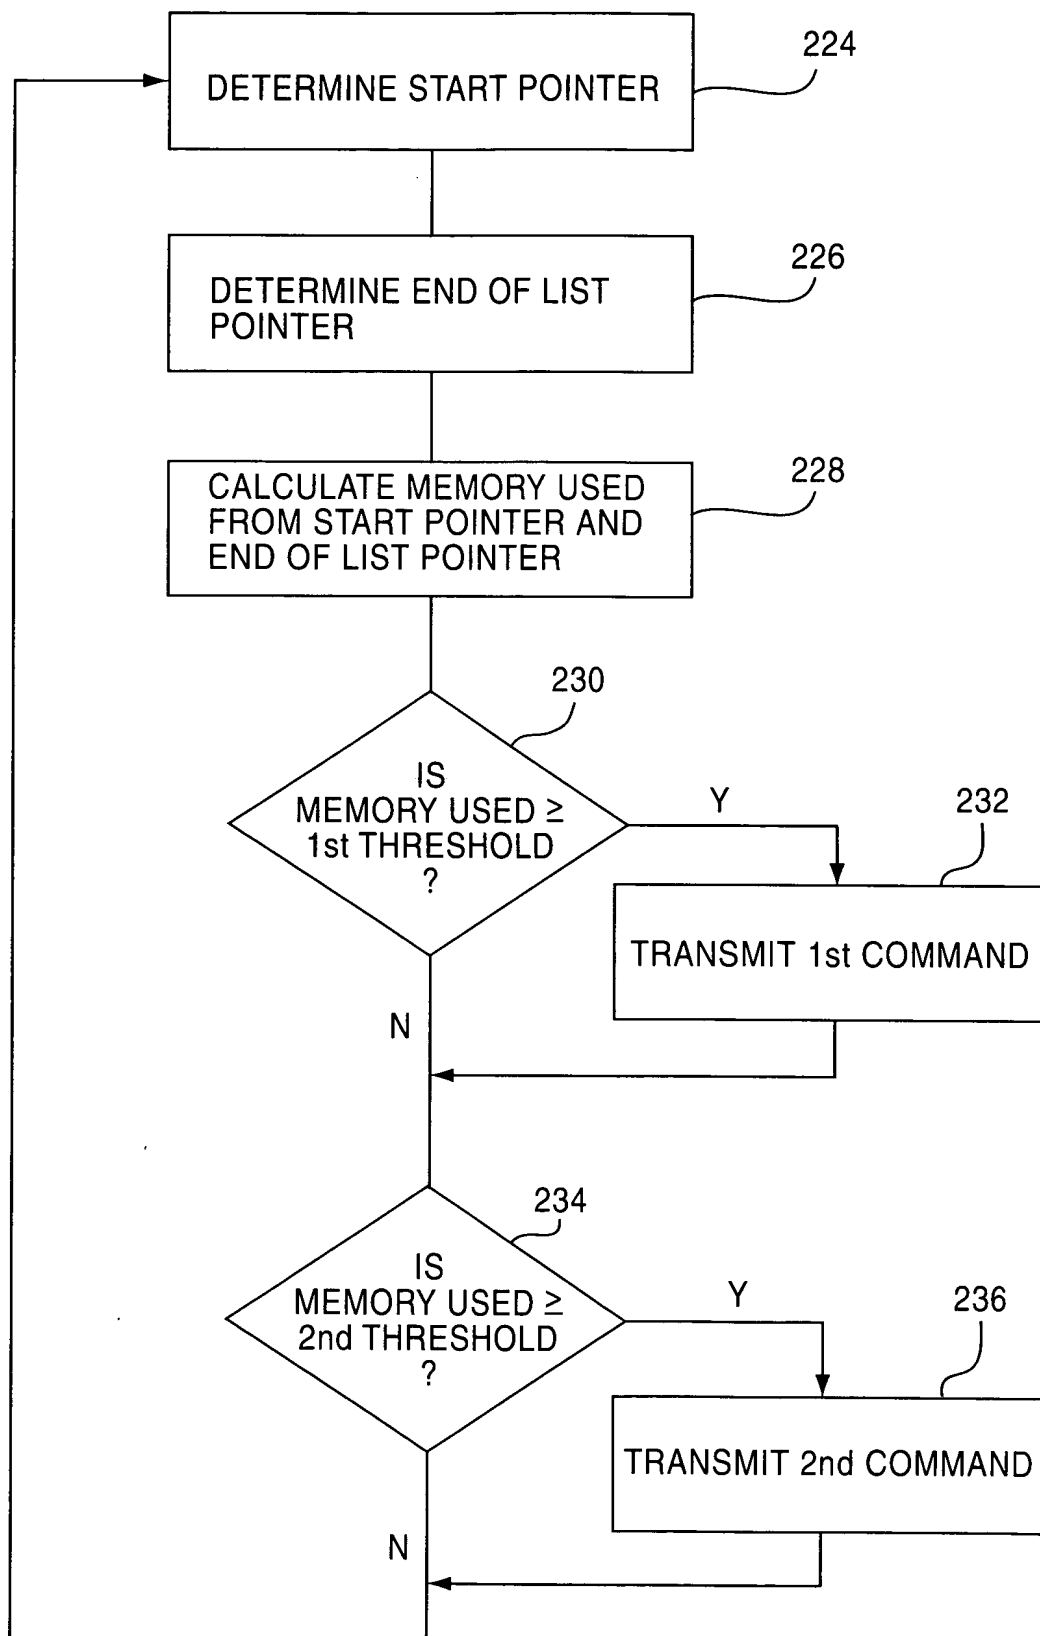 224
DETERMINE START POINTER
226
DETERMINE END OF LIST
POINTER
228
CALCULATE MEMORY USED
FROM START POINTER AND
END OF LIST POINTER
230
IS
MEMORY USED ≥
1st THRESHOLD
?
Y
232
TRANSMIT 1st COMMAND
N
234
IS
MEMORY USED ≥
2nd THRESHOLD
?
Y
236
TRANSMIT 2nd COMMAND
N